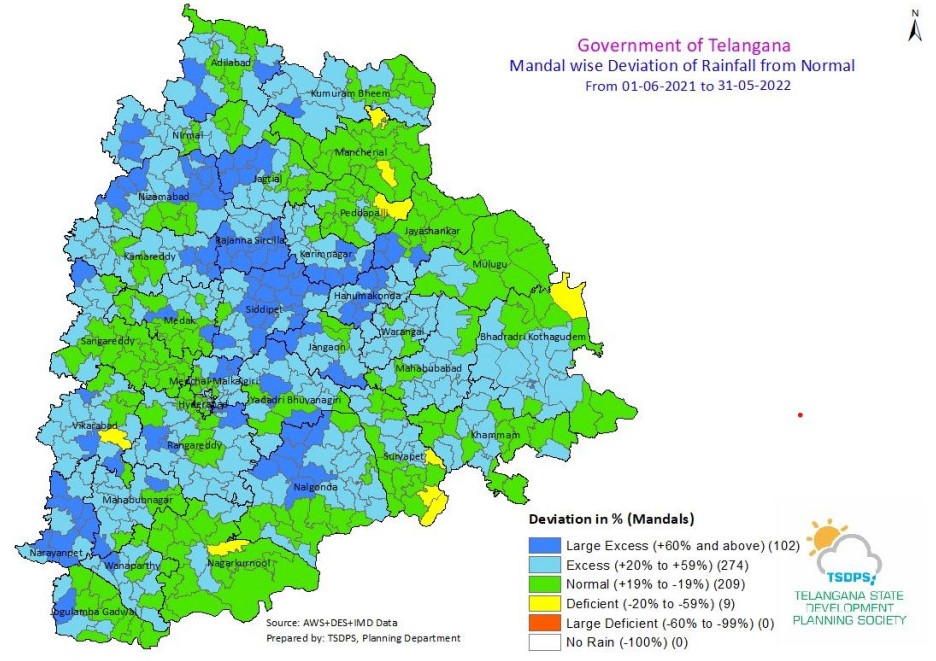 N
Government of Telangana
Mandal wise Deviation of Rainfall from Normal
From 01-06-2021 to 31-05-2022
Adilabad
Kumuram Bheem
Nirmal
Mancherial
Jagtial
Nizamabad
Peddapalli
Jayashankar
Rajanna Sircilla
Karimnagar
Kamareddy
Mulugu
Hanumakonda
Siddipet
Medak
Warangal
Bhadradri Kothagudem
Sangareddy
Jangaon
Mahabubabad
Medchal-Malkajgiri
Hyderabad
Yadadri Bhuvanagiri
Vikarabad
Khammam
Rangareddy
Suryapet
Nalgonda
Mahabubnagar
Narayanpet
Wanaparthy
Nagarkurnool
Jogulamba Gadwal
Deviation in % (Mandals)
Large Excess (+60% and above) (102)
Excess (+20% to +59%) (274)
Normal (+19% to -19%) (209)
Deficient (-20% to -59%) (9)
Large Deficient (-60% to -99%) (0)
No Rain (-100%) (0)
TSDPS
TELANGANA STATE
DEVELOPMENT
PLANNING SOCIETY
Source: AWS+DES+IMD Data
Prepared by: TSDPS, Planning Department